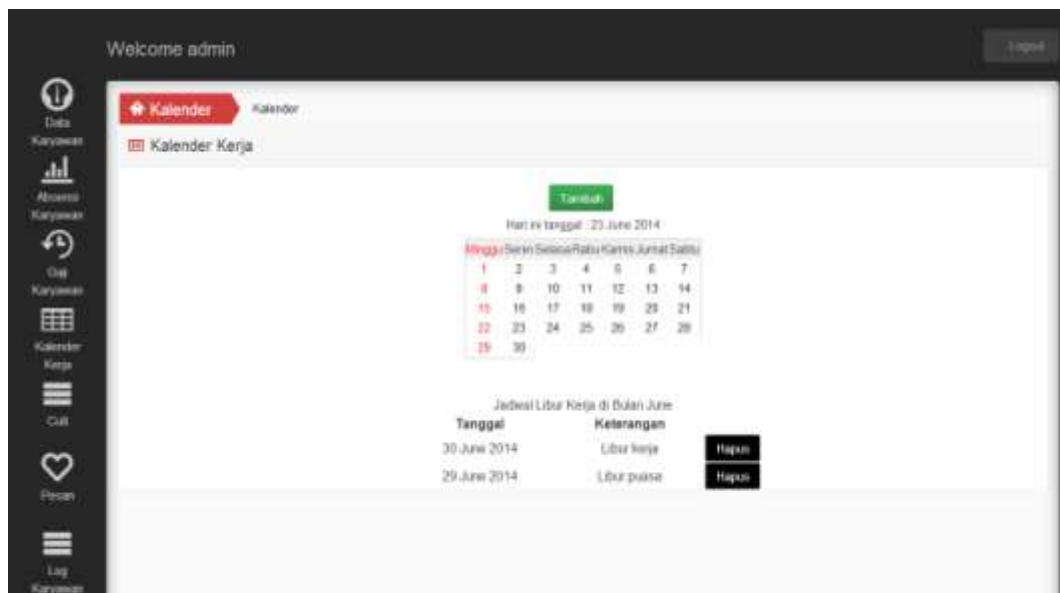 Welcome admin
Logout
Data
Karyawan
Absensi
Karyawan
Gaji
Karyawan
Kalender
Kerja
Cuti
Pesan
Log
Karyawan
Kalender
Kalender
Kalender Kerja
Tambah
Hari ini tanggal : 23 June 2014
Minggu Senin Selasa Rabu Kamis Jumat Sabtu
1 2 3 4 5 6 7
8 9 10 11 12 13 14
15 16 17 18 19 20 21
22 23 24 25 26 27 28
29 30
Jadwal Libur Kerja di Bulan June
Tanggal Keterangan
30 June 2014 Libur kerja Hapus
29 June 2014 Libur puasa Hapus